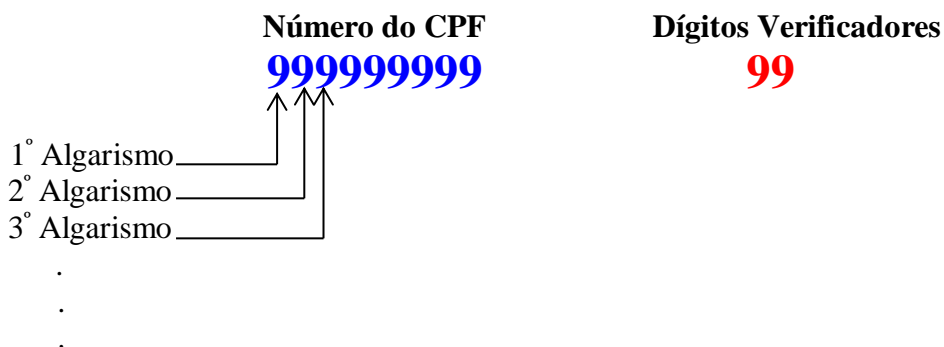 Número do CPF Dígitos Verificadores
999999999 99
1º Algarismo
2º Algarismo
3º Algarismo
.
.
.